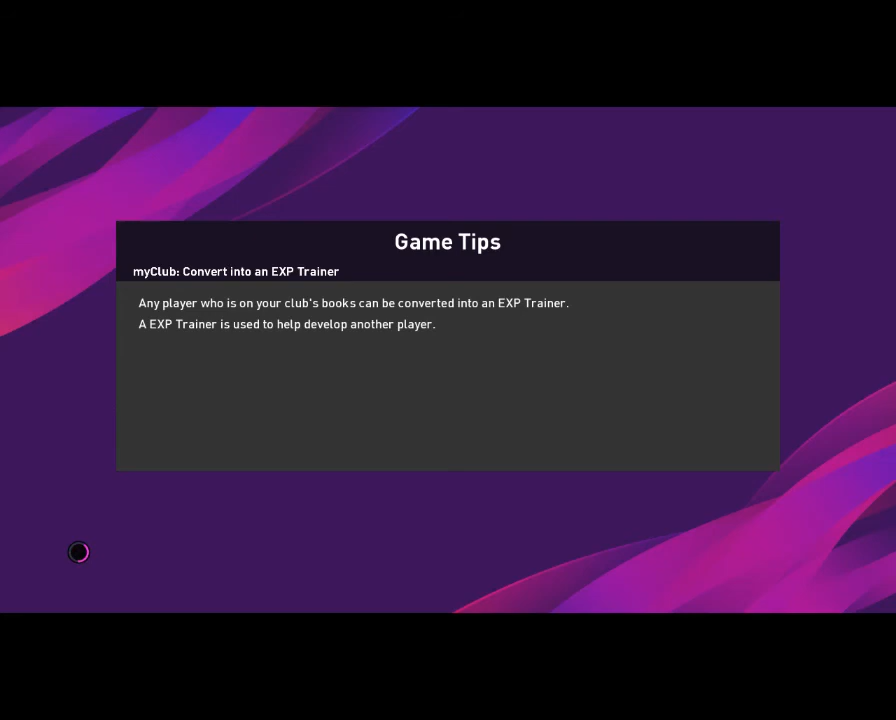 Game Tips
myClub: Convert into an EXP Trainer
Any player who is on your club's books can be converted into an EXP Trainer.
A EXP Trainer is used to help develop another player.